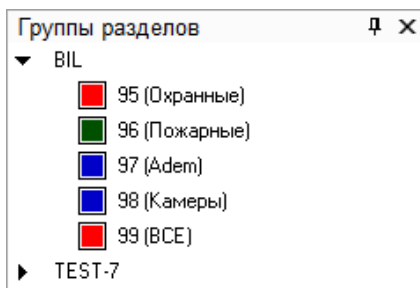 Группы разделов
BIL
95 (Охранные)
96 (Пожарные)
97 (Adem)
98 (Камеры)
99 (ВСЕ)
TEST-7